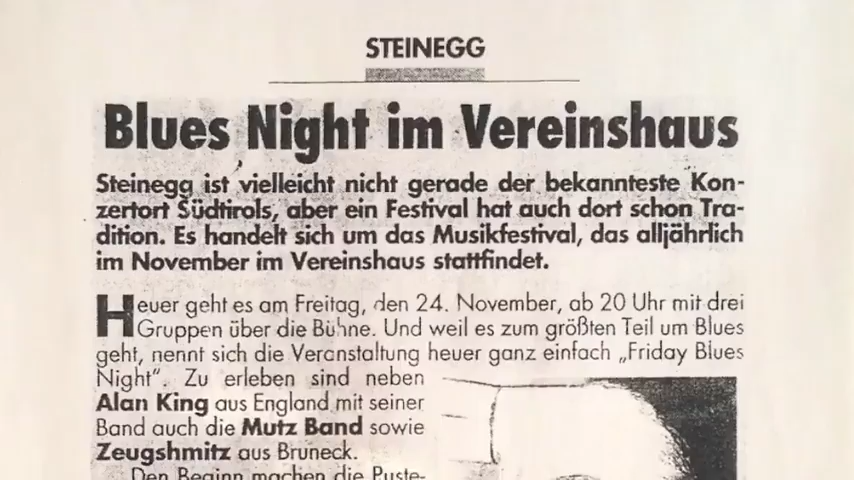 STEINEGG
Blues Night im Vereinshaus
Steinegg ist vielleicht nicht gerade der bekannteste Kon-
zertort Südtirols, aber ein Festival hat auch dort schon Tra-
dition. Es handelt sich um das Musikfestival, das alljährlich
im November im Vereinshaus stattfindet.
Heuer geht es am Freitag, den 24. November, ab 20 Uhr mit drei
Gruppen über die Bühne. Und weil es zum größten Teil um Blues
geht, nennt sich die Veranstaltung heuer ganz einfach „Friday Blues
Night". Zu erleben sind neben
Alan King aus England mit seiner
Band auch die Mutz Band sowie
Zeugshmitz aus Bruneck.
Den Beginn machen die Puste-